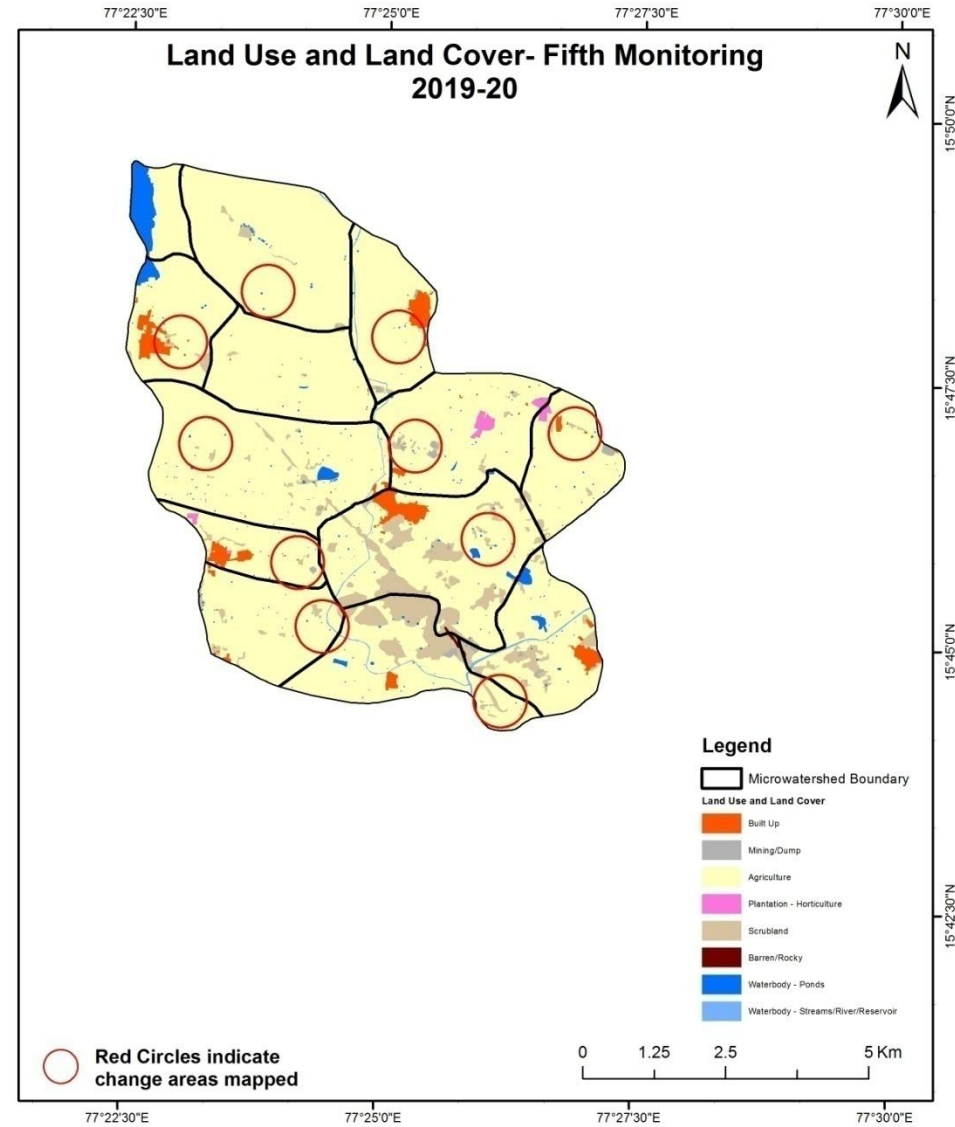 77°22'30"E 77°25'0"E 77°27'30"E 77°30'0"E
Land Use and Land Cover- Fifth Monitoring
2019-20
N
15°50'0"N
15°47'30"N
15°45'0"N
15°42'30"N
Legend
Microwatershed Boundary
Land Use and Land Cover
Built Up
Mining/Dump
Agriculture
Plantation - Horticulture
Scrubland
Barren/Rocky
Waterbody - Ponds
Waterbody - Streams/River/Reservoir
Red Circles indicate
change areas mapped
0 1.25 2.5 5 Km
77°22'30"E 77°25'0"E 77°27'30"E 77°30'0"E